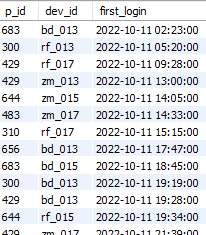 p_id dev_id first_login
683 bd_013 2022-10-11 02:23:00
300 rf_013 2022-10-11 05:20:00
429 rf_017 2022-10-11 09:28:00
429 zm_013 2022-10-11 13:00:00
644 zm_015 2022-10-11 14:05:00
483 zm_017 2022-10-11 14:33:00
310 rf_017 2022-10-11 15:15:00
656 bd_013 2022-10-11 17:47:00
683 bd_015 2022-10-11 18:45:00
300 bd_013 2022-10-11 19:19:00
429 bd_013 2022-10-11 19:28:00
644 rf_015 2022-10-11 19:34:00
429 zm_017 2022-10-11 21:39:00